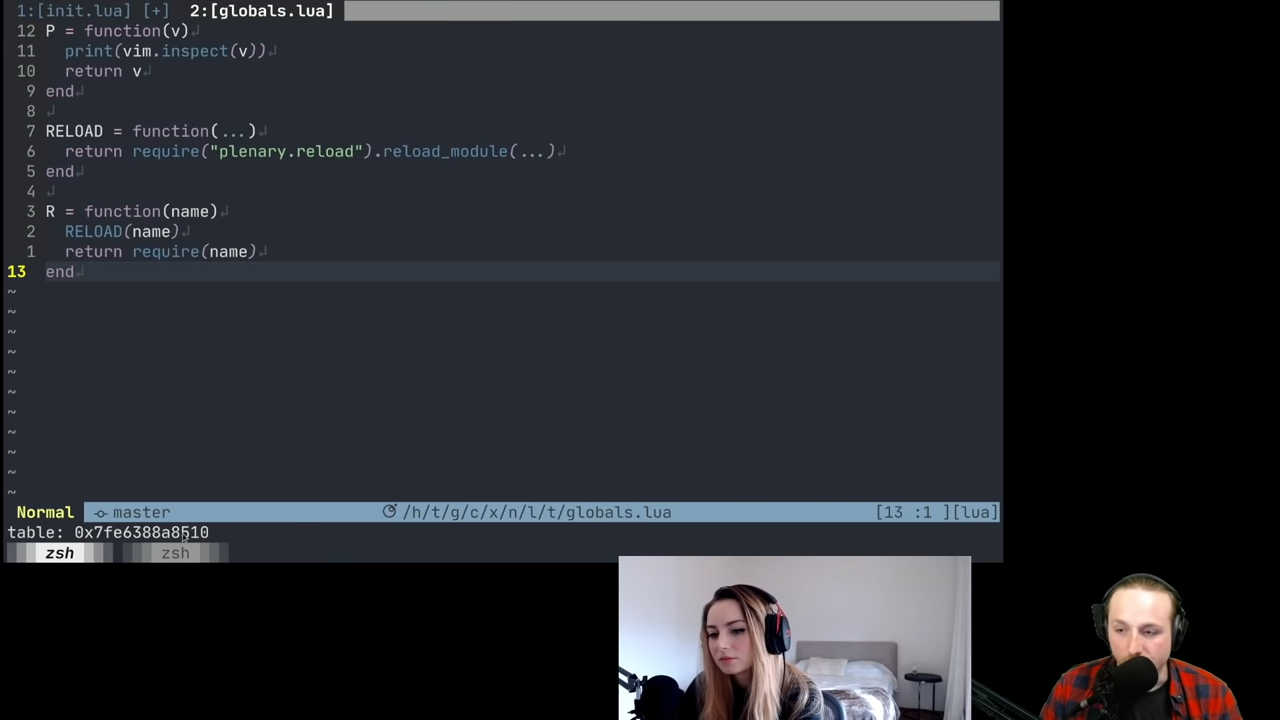 1:[init.lua] [+] 2:[globals.lua]
12 P = function(v)↲
11 print(vim.inspect(v))↲
10 return v↲
9 end↲
8 ↲
7 RELOAD = function(...)↲
6 return require("plenary.reload").reload_module(...)↲
5 end↲
4 ↲
3 R = function(name)↲
2 RELOAD(name)↲
1 return require(name)↲
13 end↲
~
~
~
~
~
~
~
~
~
~
~
Normal master /h/t/g/c/x/n/l/t/globals.lua [13 :1 ][lua]
table: 0x7fe6388a8510
zsh zsh